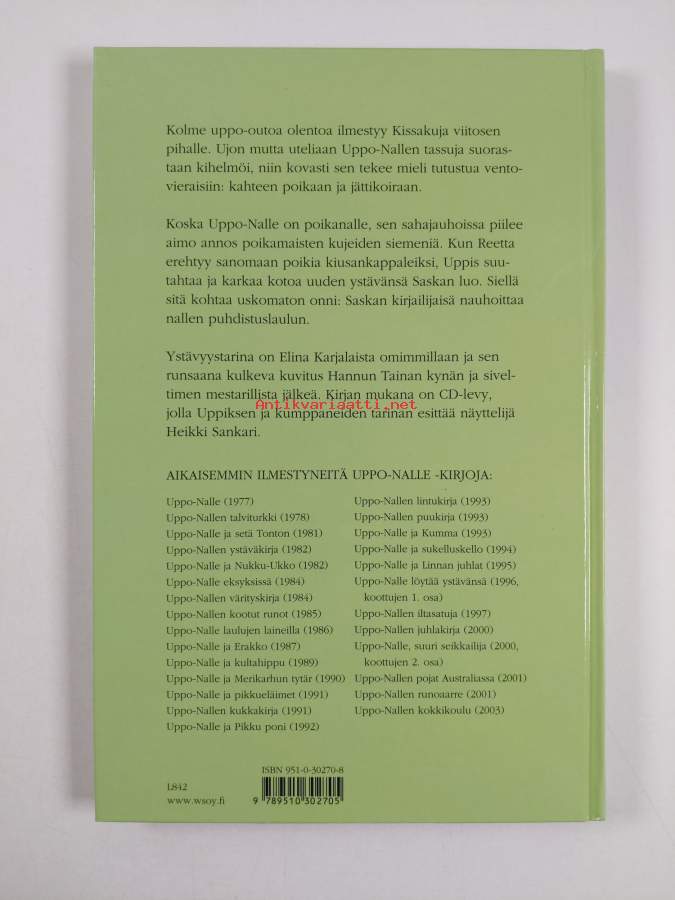 Kolme uppo-outoa olentoa ilmestyy Kissakuja viitosen
pihalle. Ujon mutta uteliaan Uppo-Nallen tassuja suoras-
taan kihelmöi, niin kovasti sen tekee mieli tutustua vento-
vieraisiin: kahteen poikaan ja jättikoiraan.
Koska Uppo-Nalle on poikanalle, sen sahajauhoissa piilee
aimo annos poikamaisten kujeiden siemeniä. Kun Reetta
erehtyy sanomaan poikia kiusankappaleiksi, Uppis suu-
tahtaa ja karkaa kotoa uuden ystävänsä Saskan luo. Siellä
sitä kohtaa uskomaton onni: Saskan kirjailijaisä nauhoittaa
nallen puhdistuslaulun.
Ystävyystarina on Elina Karjalaista omimmillaan ja sen
runsaana kulkeva kuvitus Hannun Tainan kynän ja sivel-
timen mestarillista jälkeä. Kirjan mukana on CD-levy,
Antikvariaatti.net
jolla Uppiksen ja kumppaneiden tarinan esittää näyttelijä
Heikki Sankari.
AIKAISEMMIN ILMESTYNEITÄ UPPO-NALLE -KIRJOJA:
Uppo-Nalle (1977)
Uppo-Nallen talviturkki (1978)
Uppo-Nalle ja setä Tonton (1981)
Uppo-Nallen ystäväkirja (1982)
Uppo-Nalle ja Nukku-Ukko (1982)
Uppo-Nalle eksyksissä (1984)
Uppo-Nallen värityskirja (1984)
Uppo-Nallen kootut runot (1985)
Uppo-Nalle laulujen laineilla (1986)
Uppo-Nalle ja Erakko (1987)
Uppo-Nalle ja kultahippu (1989)
Uppo-Nalle ja Merikarhun tytär (1990)
Uppo-Nalle ja pikkueläimet (1991)
Uppo-Nallen kukkakirja (1991)
Uppo-Nalle ja Pikku poni (1992)
Uppo-Nallen lintukirja (1993)
Uppo-Nallen puukirja (1993)
Uppo-Nalle ja Kumma (1993)
Uppo-Nalle ja sukelluskello (1994)
Uppo-Nalle ja Linnan juhlat (1995)
Uppo-Nalle löytää ystävänsä (1996,
koottujen 1. osa)
Uppo-Nallen iltasatuja (1997)
Uppo-Nallen juhlakirja (2000)
Uppo-Nalle, suuri seikkailija (2000,
koottujen 2. osa)
Uppo-Nallen pojat Australiassa (2001)
Uppo-Nallen runoaarre (2001)
Uppo-Nallen kokkikoulu (2003)
ISBN 951-0-30270-8
L842
www.wsoy.fi
9 789510 302705